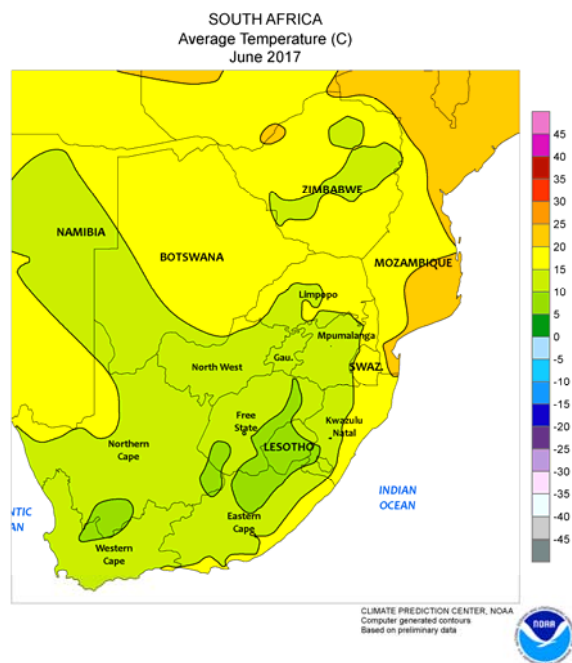 SOUTH AFRICA
Average Temperature (C)
June 2017
ZIMBABWE
NAMIBIA
BOTSWANA
MOZAMBIQUE
Limpopo
Mpumalanga
North West
Gau.
SWAZ.
Free
State
Kwazulu
Natal
LESOTHO
Northern
Cape
Eastern
Cape
Western
Cape
NTIC
AN
INDIAN
OCEAN
45
40
35
30
25
20
15
10
5
0
-5
-10
-15
-20
-25
-30
-35
-40
-45
CLIMATE PREDICTION CENTER, NOAA
Computer generated contours
Based on preliminary data
NOAA